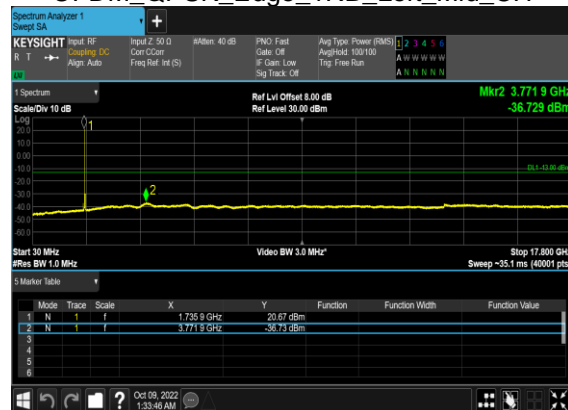 Spectrum Analyzer 1
Swept SA
KEYSIGHT
R T
LW
Input: RF
Coupling: DC
Align: Auto
Input Z: 50 Ω
Corr CCorr
Freq Ref: Int (S)
#Atten: 40 dB
PNO: Fast
Gate: Off
IF Gain: Low
Sig Track: Off
Avg Type: Power (RMS)
Avg|Hold: 100/100
Trig: Free Run
1 2 3 4 5 6
A W W W W W
A N N N N N
1 Spectrum
Scale/Div 10 dB
Ref Lvl Offset 8.00 dB
Ref Level 30.00 dBm
Mkr2 3.771 9 GHz
-36.729 dBm
Log
20.0
10.0
0.00
-10.0
-20.0
-30.0
-40.0
-50.0
-60.0
1
2
DL1 -13.00 dBm
Start 30 MHz
#Res BW 1.0 MHz
Video BW 3.0 MHz*
Stop 17.800 GHz
Sweep ~35.1 ms (40001 pts)
5 Marker Table
Mode Trace Scale X Y Function Function Width Function Value
1 N 1 f 1.735 9 GHz 20.67 dBm
2 N 1 f 3.771 9 GHz -36.73 dBm
3
4
5
6
?
Oct 09, 2022
1:33:46 AM